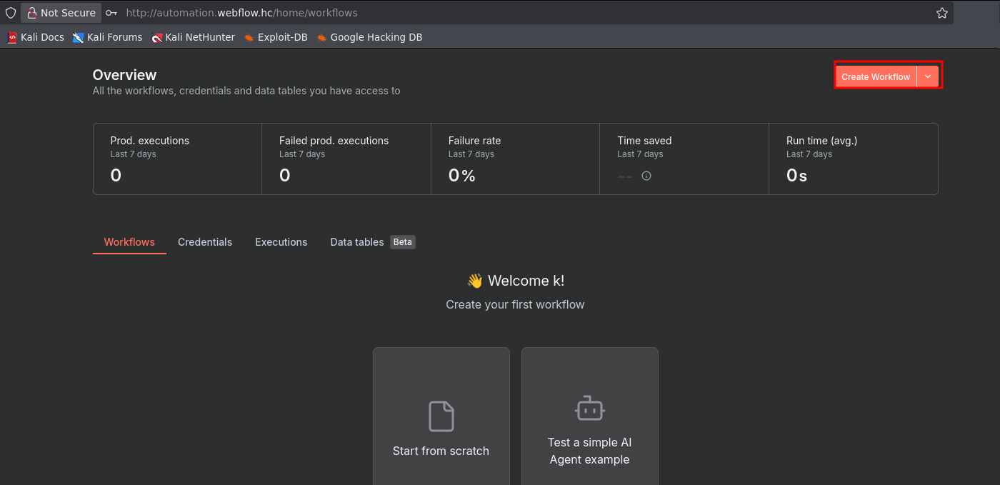 Not Secure http://automation.webflow.hc/home/workflows
Kali Docs Kali Forums Kali NetHunter Exploit-DB Google Hacking DB
Overview
Create Workflow
All the workflows, credentials and data tables you have access to
Prod. executions Failed prod. executions Failure rate Time saved Run time (avg.)
Last 7 days Last 7 days Last 7 days Last 7 days Last 7 days
0 0 0% -- 0s
Workflows Credentials Executions Data tables Beta
👋 Welcome k!
Create your first workflow
Start from scratch
Test a simple AI
Agent example